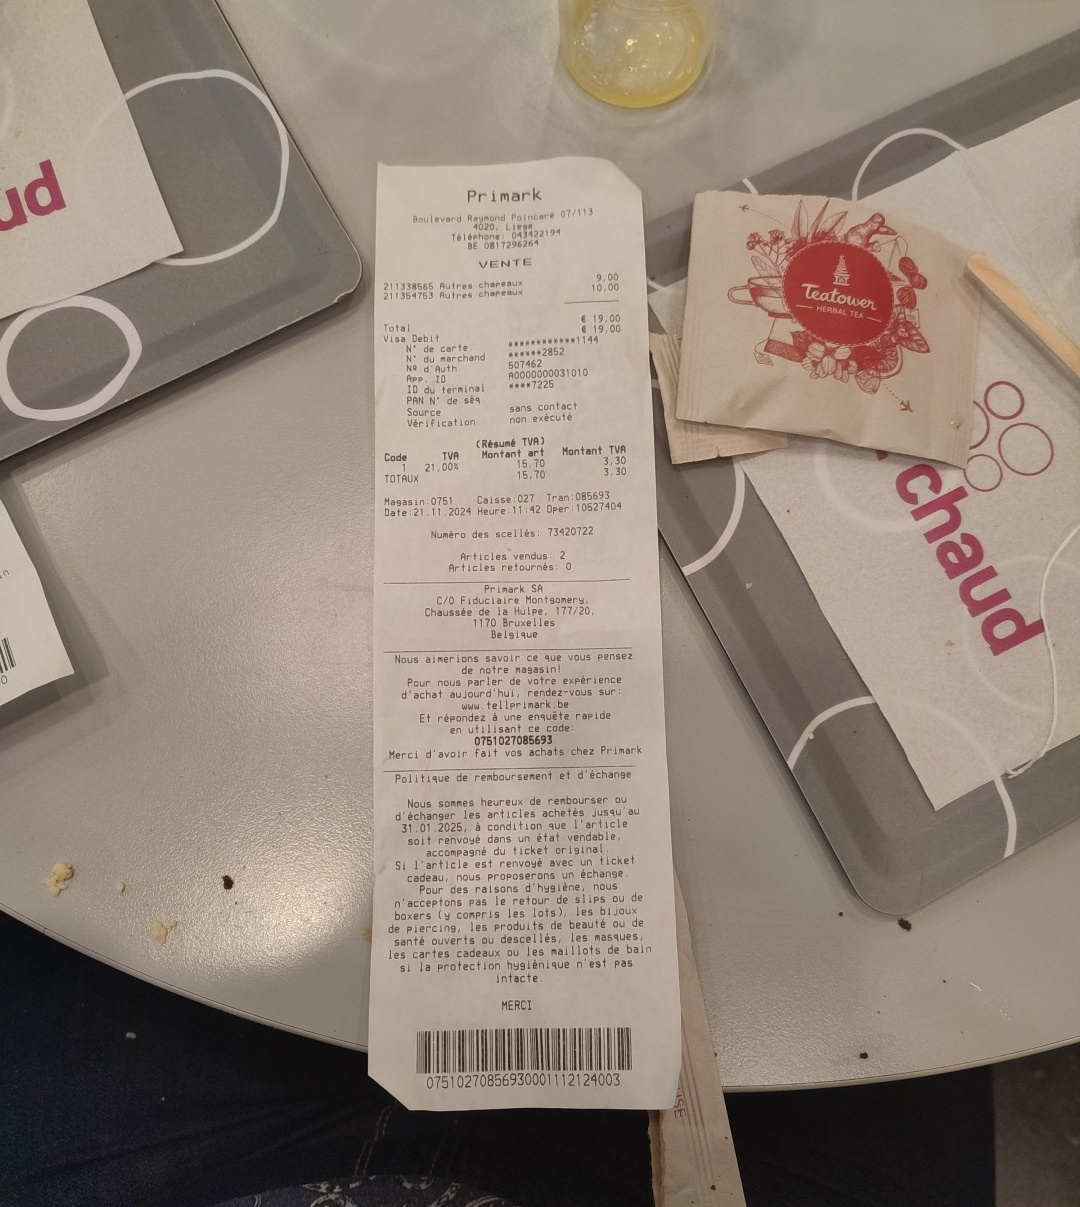 ud
Primark
Boulevard Raymond Poincaré 07/113
4020, Liege
Téléphone: 043422194
BE 0817296264
VENTE
211338565 Autres chapeaux 9,00
211354753 Autres chapeaux 10,00
Total € 19,00
Visa Debit € 19,00
N° de carte ************1144
N° du marchand ******2852
Nº d'Auth 507462
App. ID A0000000031010
ID du terminal ****7225
PAN N° de séq
Source sans contact
Vérification non exécuté
(Résumé TVA)
Code TVA Montant art Montant TVA
1 21,00% 15,70 3,30
TOTAUX 15,70 3,30
Magasin:0751 Caisse:027 Tran:085693
Date:21.11.2024 Heure:11:42 Oper:10527404
Numéro des scellés: 73420722
Articles vendus: 2
Articles retournés: 0
Primark SA
C/O Fiduciaire Montgomery,
Chaussée de la Hulpe, 177/20,
1170 Bruxelles
Belgique
Nous aimerions savoir ce que vous pensez
de notre magasin!
Pour nous parler de votre expérience
d'achat aujourd'hui, rendez-vous sur:
www.tellprimark.be
Et répondez à une enquête rapide
en utilisant ce code:
0751027085693
Merci d'avoir fait vos achats chez Primark
Politique de remboursement et d'échange
Nous sommes heureux de rembourser ou
d'échanger les articles achetés jusqu'au
31.01.2025, à condition que l'article
soit renvoyé dans un état vendable,
accompagné du ticket original.
Si l'article est renvoyé avec un ticket
cadeau, nous proposerons un échange.
Pour des raisons d'hygiène, nous
n'acceptons pas le retour de slips ou de
boxers (y compris les lots), les bijoux
de piercing, les produits de beauté ou de
santé ouverts ou descellés, les masques,
les cartes cadeaux ou les maillots de bain
si la protection hygiénique n'est pas
intacte.
MERCI
07510270856930001112124003
Teatower
HERBAL TEA
chaud